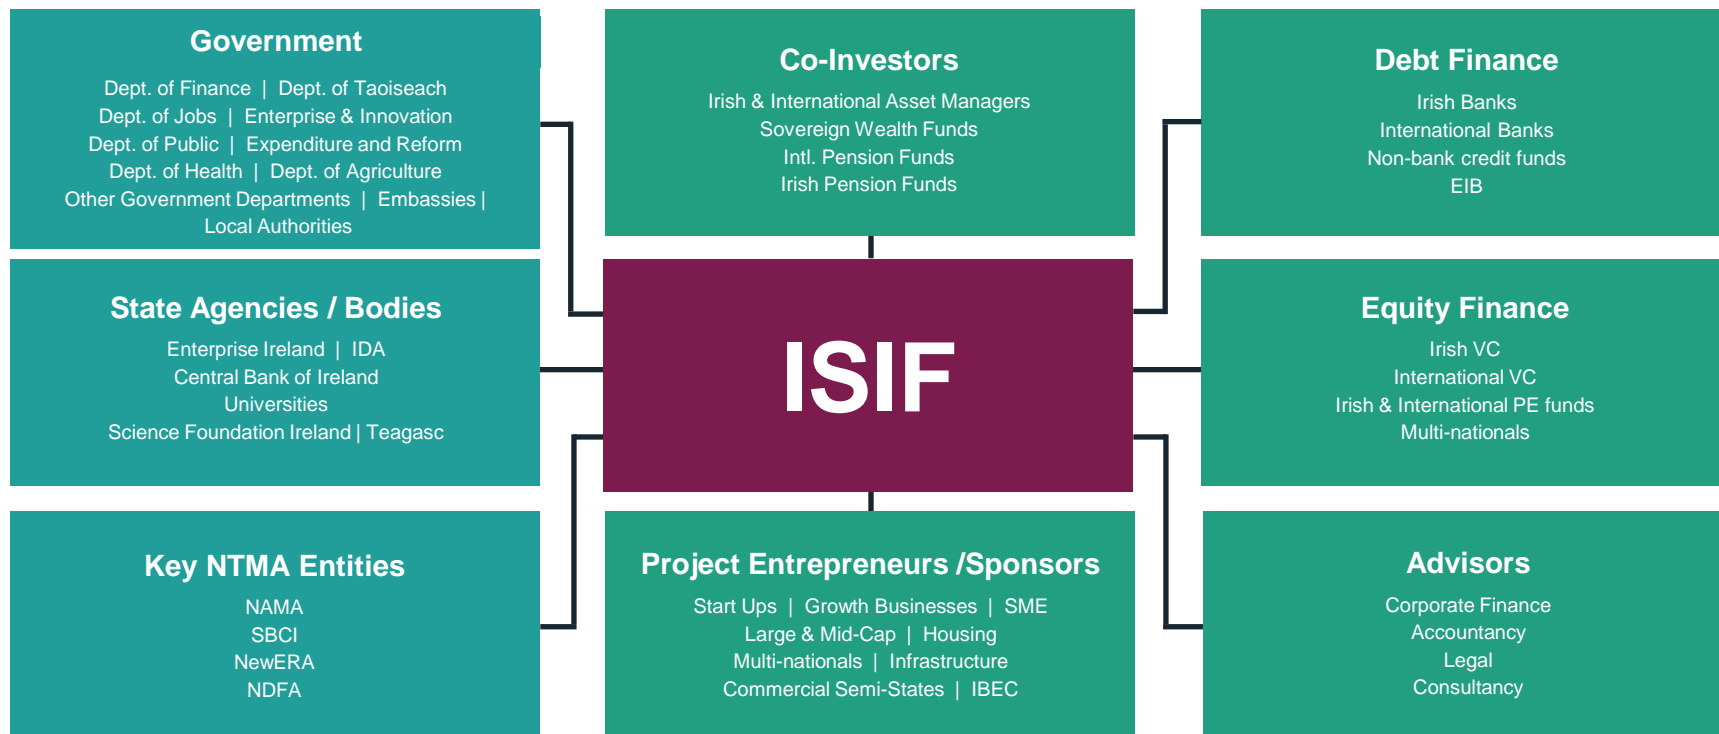 Government
Dept. of Finance | Dept. of Taoiseach
Dept. of Jobs | Enterprise & Innovation
Dept. of Public | Expenditure and Reform
Dept. of Health | Dept. of Agriculture
Other Government Departments | Embassies |
Local Authorities
Co-Investors
Irish & International Asset Managers
Sovereign Wealth Funds
Intl. Pension Funds
Irish Pension Funds
Debt Finance
Irish Banks
International Banks
Non-bank credit funds
EIB
State Agencies / Bodies
Enterprise Ireland | IDA
Central Bank of Ireland
Universities
Science Foundation Ireland | Teagasc
ISIF
Equity Finance
Irish VC
International VC
Irish & International PE funds
Multi-nationals
Key NTMA Entities
NAMA
SBCI
NewERA
NDFA
Project Entrepreneurs /Sponsors
Start Ups | Growth Businesses | SME
Large & Mid-Cap | Housing
Multi-nationals | Infrastructure
Commercial Semi-States | IBEC
Advisors
Corporate Finance
Accountancy
Legal
Consultancy